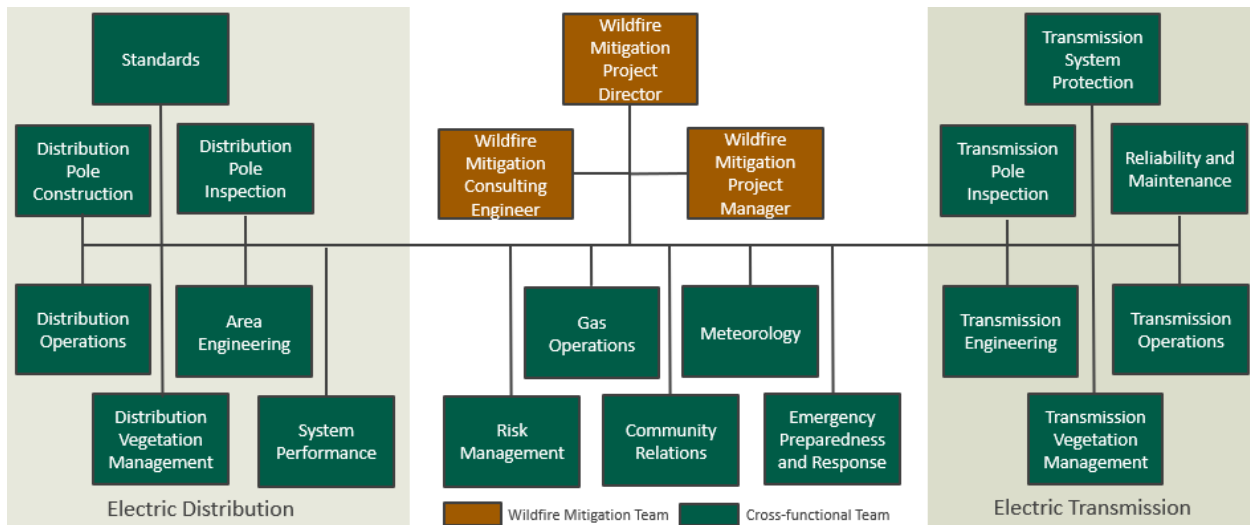 Standards
Distribution
Pole
Construction
Distribution
Pole
Inspection
Distribution
Operations
Area
Engineering
Distribution
Vegetation
Management
System
Performance
Electric Distribution
Wildfire
Mitigation
Project
Director
Wildfire
Mitigation
Consulting
Engineer
Wildfire
Mitigation
Project
Manager
Gas
Operations
Meteorology
Risk
Management
Community
Relations
Emergency
Preparedness
and Response
Wildfire Mitigation Team
Cross-functional Team
Transmission
System
Protection
Transmission
Pole
Inspection
Reliability and
Maintenance
Transmission
Engineering
Transmission
Operations
Transmission
Vegetation
Management
Electric Transmission